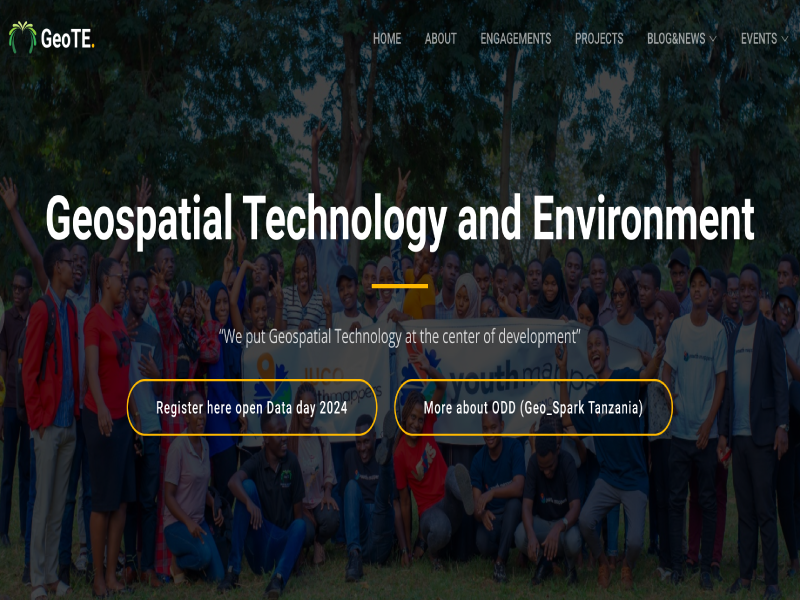 GeoTE.
HOME
ABOUT
ENGAGEMENTS
PROJECTS
BLOG&NEWS
EVENTS
Geospatial Technology and Environment
“We put Geospatial Technology at the center of development”
youthmappers
Register here open Data day 2024
More about ODD (Geo_Spark Tanzania)